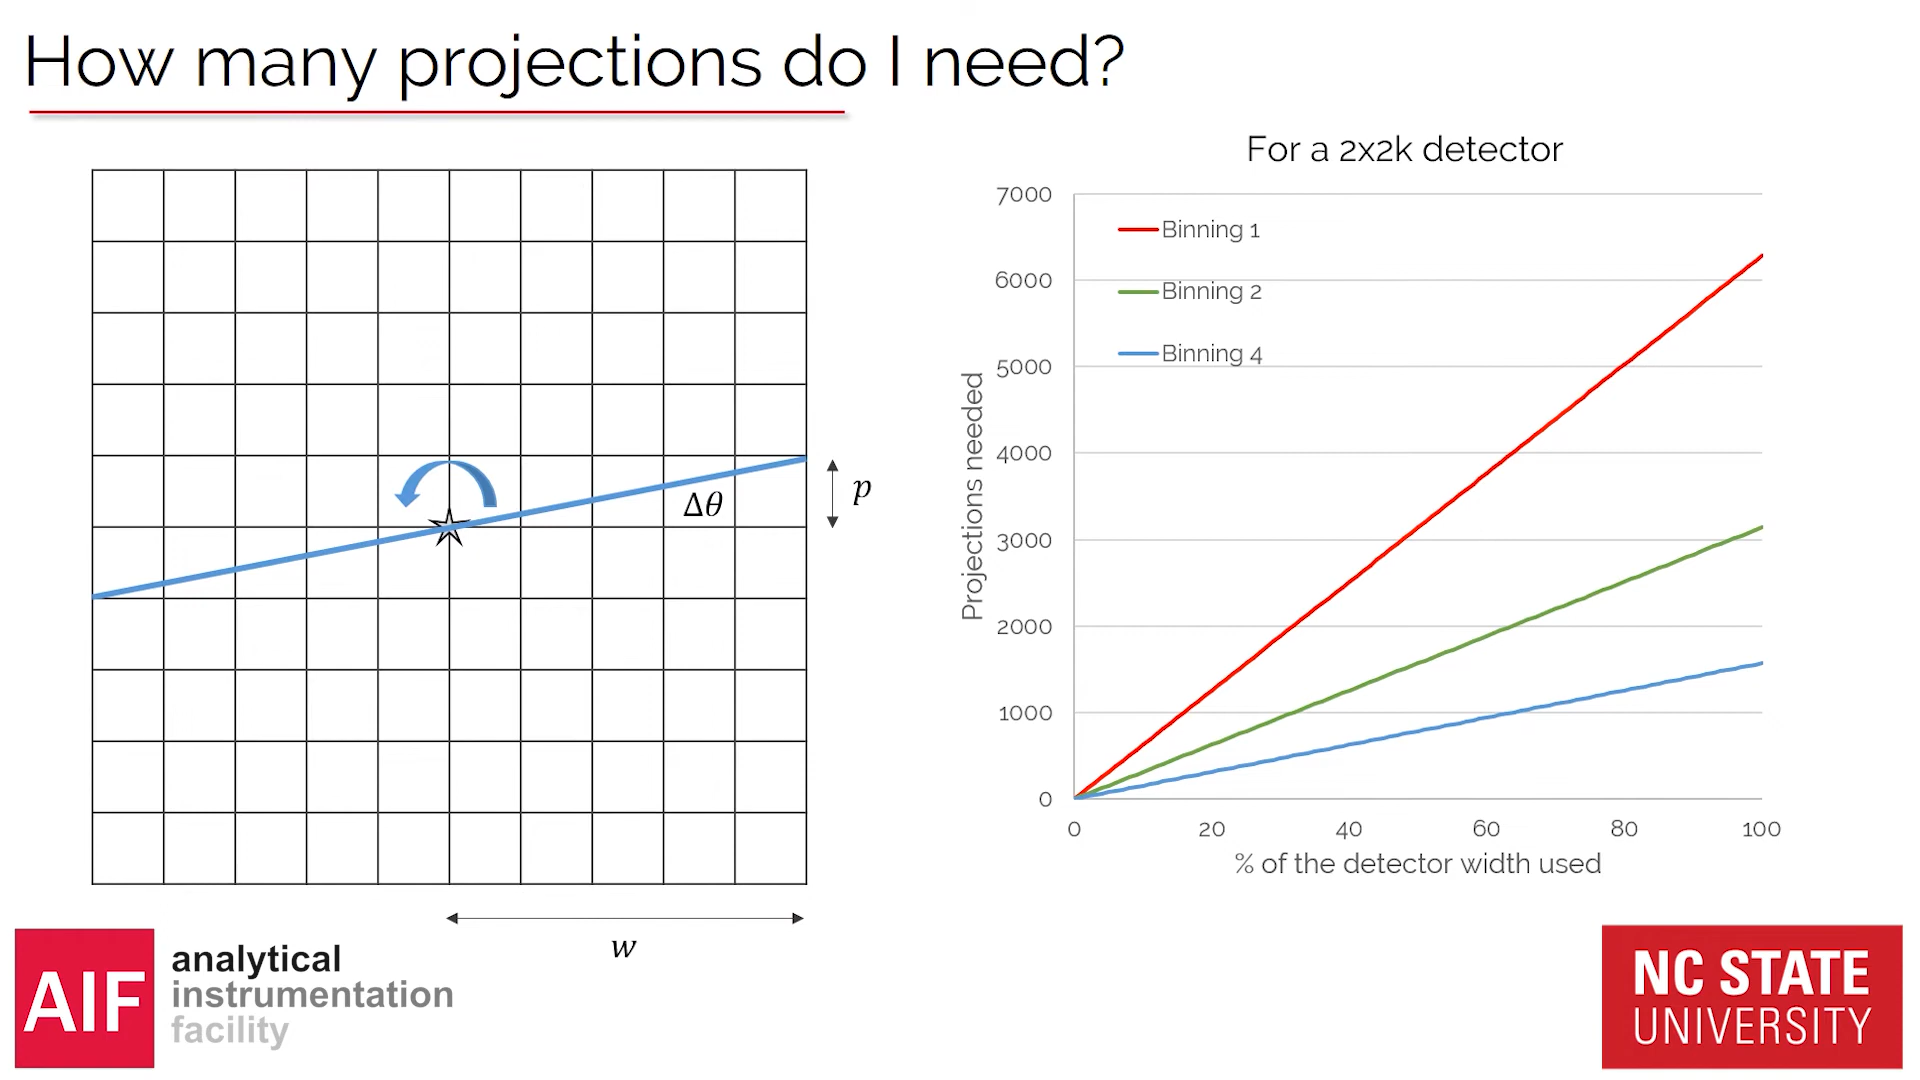 How many projections do I need?
Δθ
p
w
For a 2x2k detector
7000
6000
5000
4000
3000
2000
1000
0
Binning 1
Binning 2
Binning 4
Projections needed
0 20 40 60 80 100
% of the detector width used
AIF
analytical
instrumentation
facility
NC STATE
UNIVERSITY